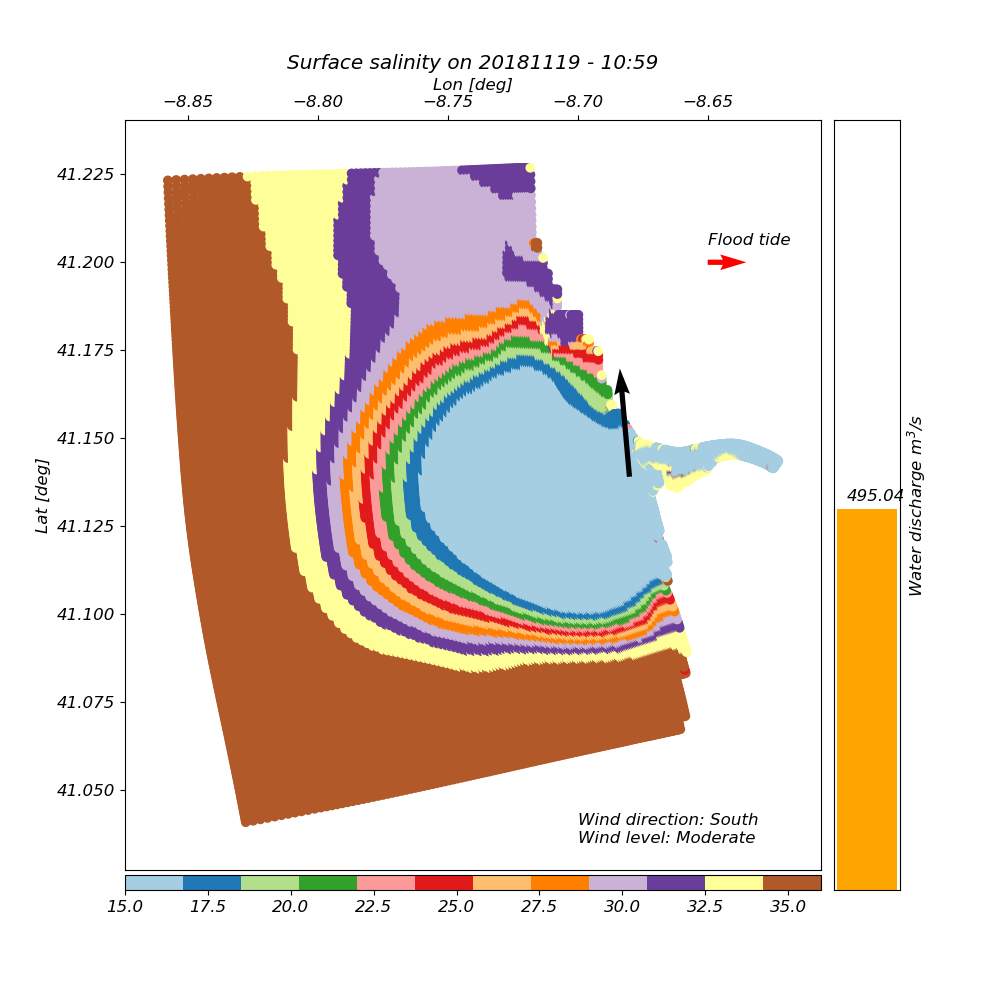 Surface salinity on 20181119 - 10:59
Lon [deg]
−8.85 −8.80 −8.75 −8.70 −8.65
41.225
41.200
41.175
41.150
41.125
41.100
41.075
41.050
Lat [deg]
Flood tide
Wind direction: South
Wind level: Moderate
495.04
Water discharge m³/s
15.0 17.5 20.0 22.5 25.0 27.5 30.0 32.5 35.0